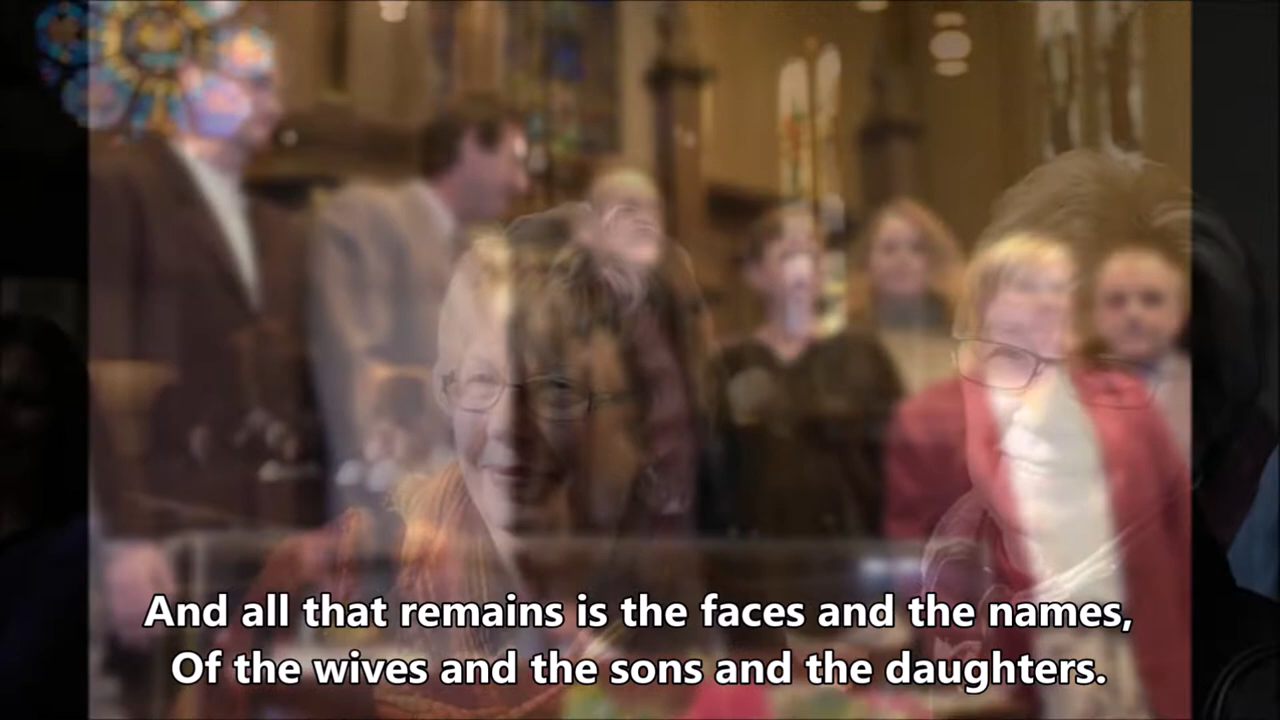 And all that remains is the faces and the names,
Of the wives and the sons and the daughters.